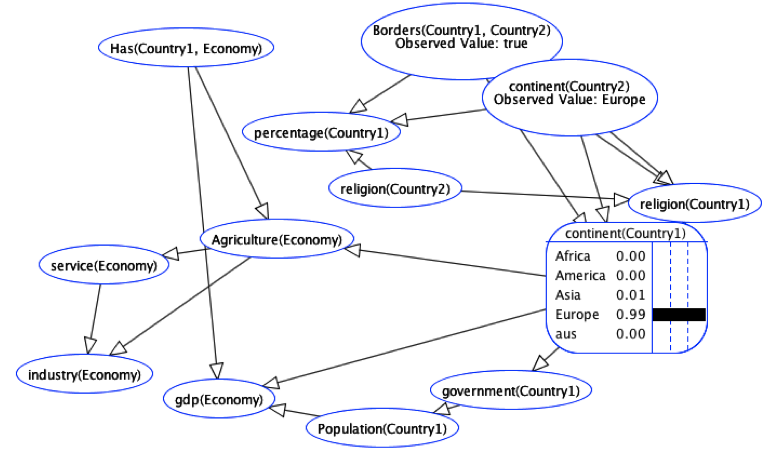 Has(Country1, Economy)
Borders(Country1, Country2)
Observed Value: true
continent(Country2)
Observed Value: Europe
percentage(Country1)
religion(Country2)
religion(Country1)
Agriculture(Economy)
continent(Country1)
Africa 0.00
America 0.00
Asia 0.01
Europe 0.99
aus 0.00
service(Economy)
industry(Economy)
gdp(Economy)
government(Country1)
Population(Country1)